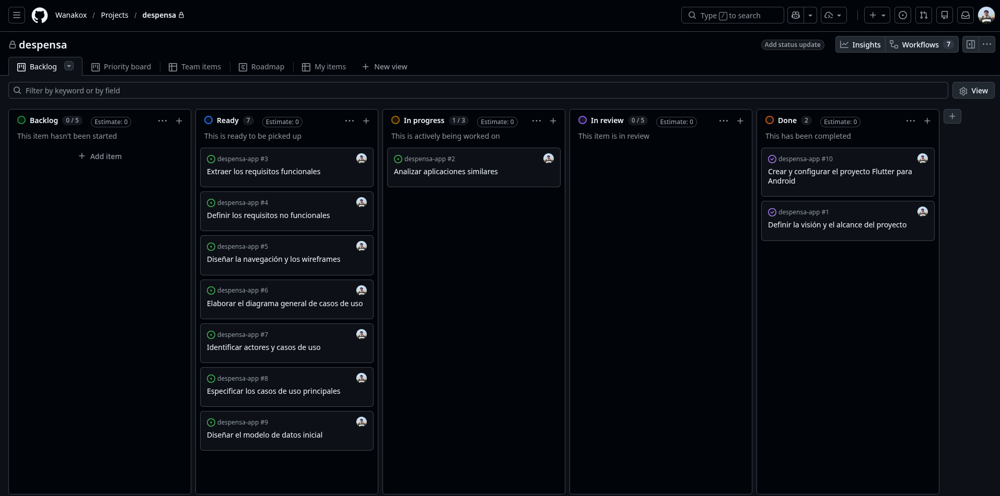 Wanakox / Projects / despensa
Type / to search
despensa
Add status update
Insights
Workflows 7
Backlog
Priority board
Team items
Roadmap
My items
New view
Filter by keyword or by field
View
Backlog 0 / 5 Estimate: 0
This item hasn't been started
Add item
Ready 7 Estimate: 0
This is ready to be picked up
despensa-app #3
Extraer los requisitos funcionales
despensa-app #4
Definir los requisitos no funcionales
despensa-app #5
Diseñar la navegación y los wireframes
despensa-app #6
Elaborar el diagrama general de casos de uso
despensa-app #7
Identificar actores y casos de uso
despensa-app #8
Especificar los casos de uso principales
despensa-app #9
Diseñar el modelo de datos inicial
In progress 1 / 3 Estimate: 0
This is actively being worked on
despensa-app #2
Analizar aplicaciones similares
In review 0 / 5 Estimate: 0
This item is in review
Done 2 Estimate: 0
This has been completed
despensa-app #10
Crear y configurar el proyecto Flutter para
Android
despensa-app #1
Definir la visión y el alcance del proyecto